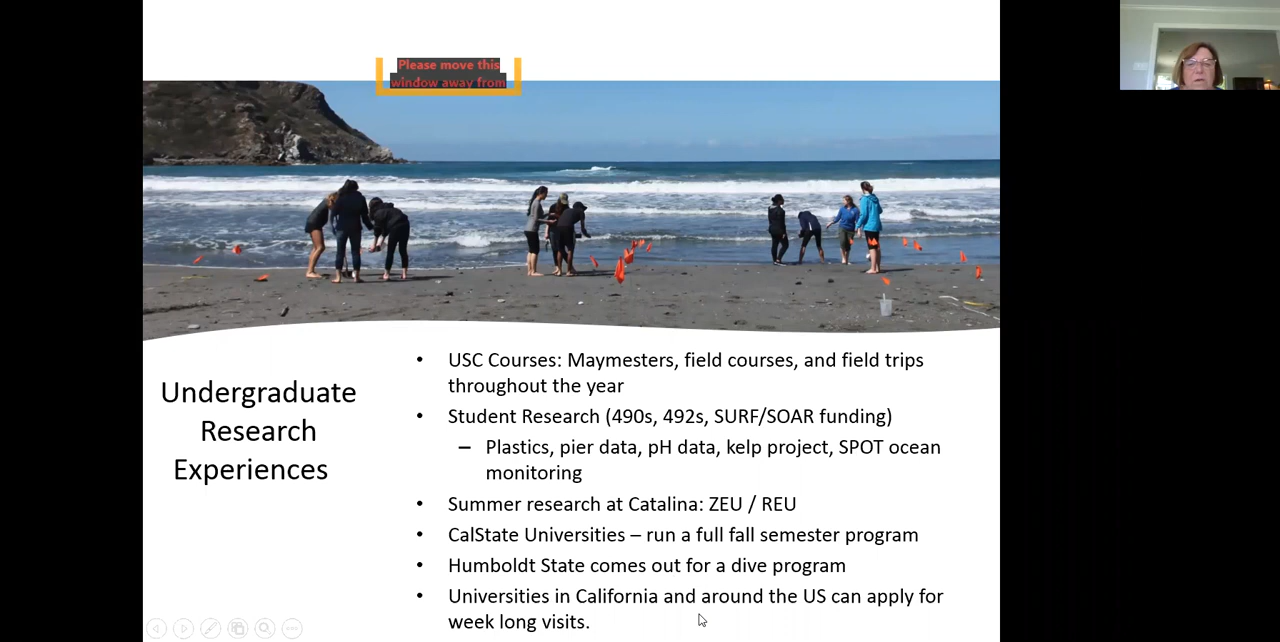 Please move this
window away from
Undergraduate
Research
Experiences
• USC Courses: Maymesters, field courses, and field trips
throughout the year
• Student Research (490s, 492s, SURF/SOAR funding)
– Plastics, pier data, pH data, kelp project, SPOT ocean
monitoring
• Summer research at Catalina: ZEU / REU
• CalState Universities – run a full fall semester program
• Humboldt State comes out for a dive program
• Universities in California and around the US can apply for
week long visits.